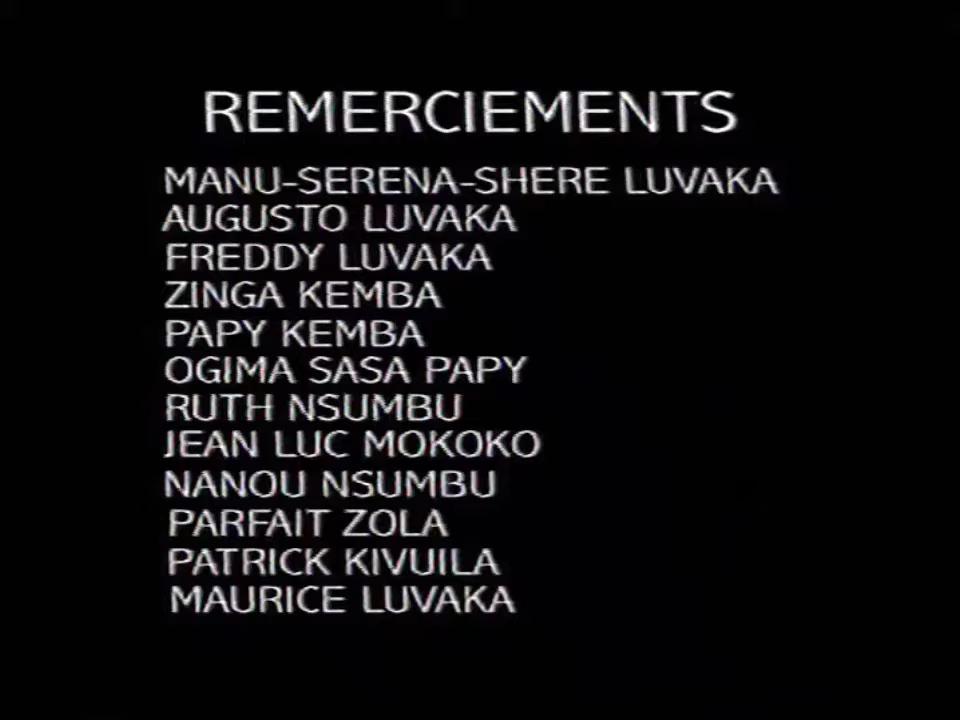 REMERCIEMENTS
MANU-SERENA-SHERE LUVAKA
AUGUSTO LUVAKA
FREDDY LUVAKA
ZINGA KEMBA
PAPY KEMBA
OGIMA SASA PAPY
RUTH NSUMBU
JEAN LUC MOKOKO
NANOU NSUMBU
PARFAIT ZOLA
PATRICK KIVUILA
MAURICE LUVAKA